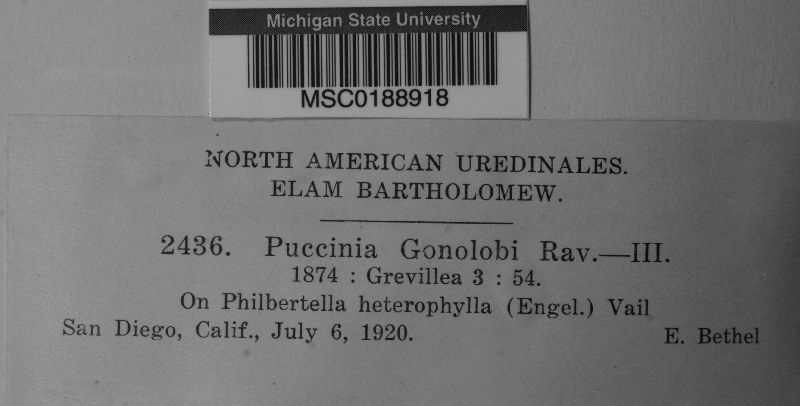 Michigan State University
MSC0188918
NORTH AMERICAN UREDINALES.
ELAM BARTHOLOMEW.
2436. Puccinia Gonolobi Rav.—III.
1874 : Grevillea 3 : 54.
On Philbertella heterophylla (Engel.) Vail
San Diego, Calif., July 6, 1920. E. Bethel